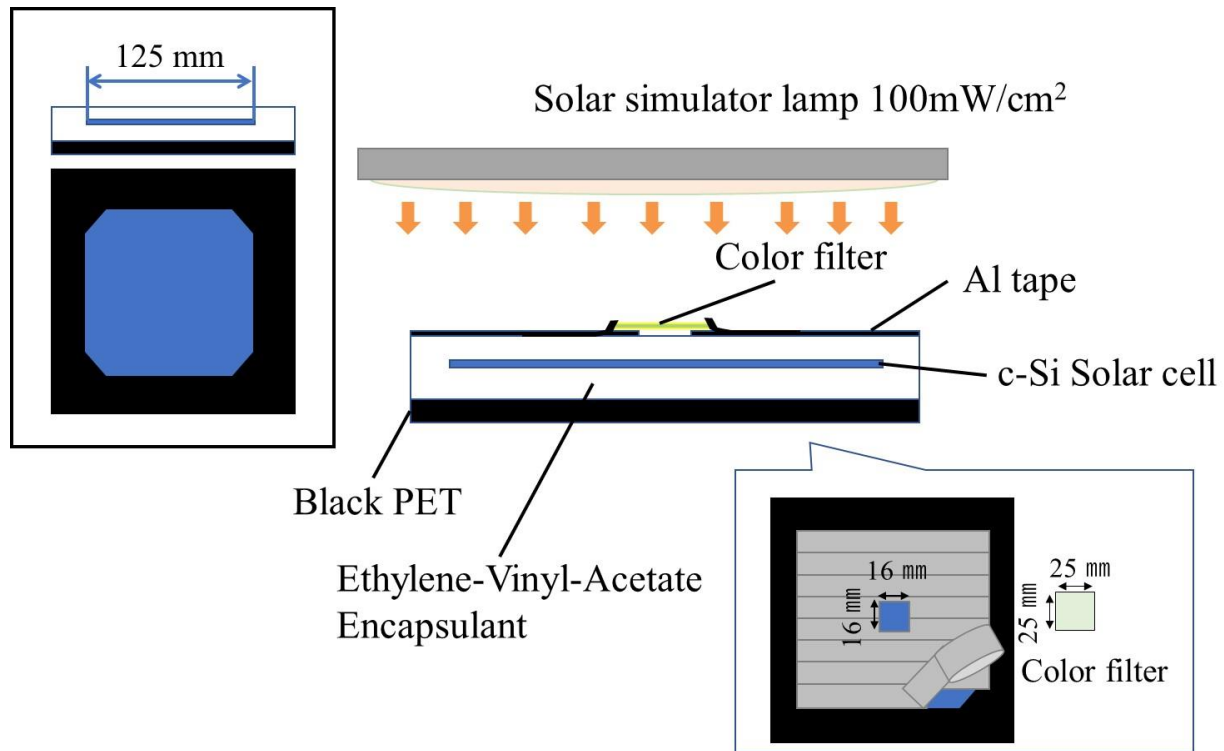 125 mm
Solar simulator lamp 100mW/cm²
Color filter
Al tape
c-Si Solar cell
Black PET
Ethylene-Vinyl-Acetate
Encapsulant
16 ㎜
16 ㎜
25 ㎜
25 ㎜
Color filter